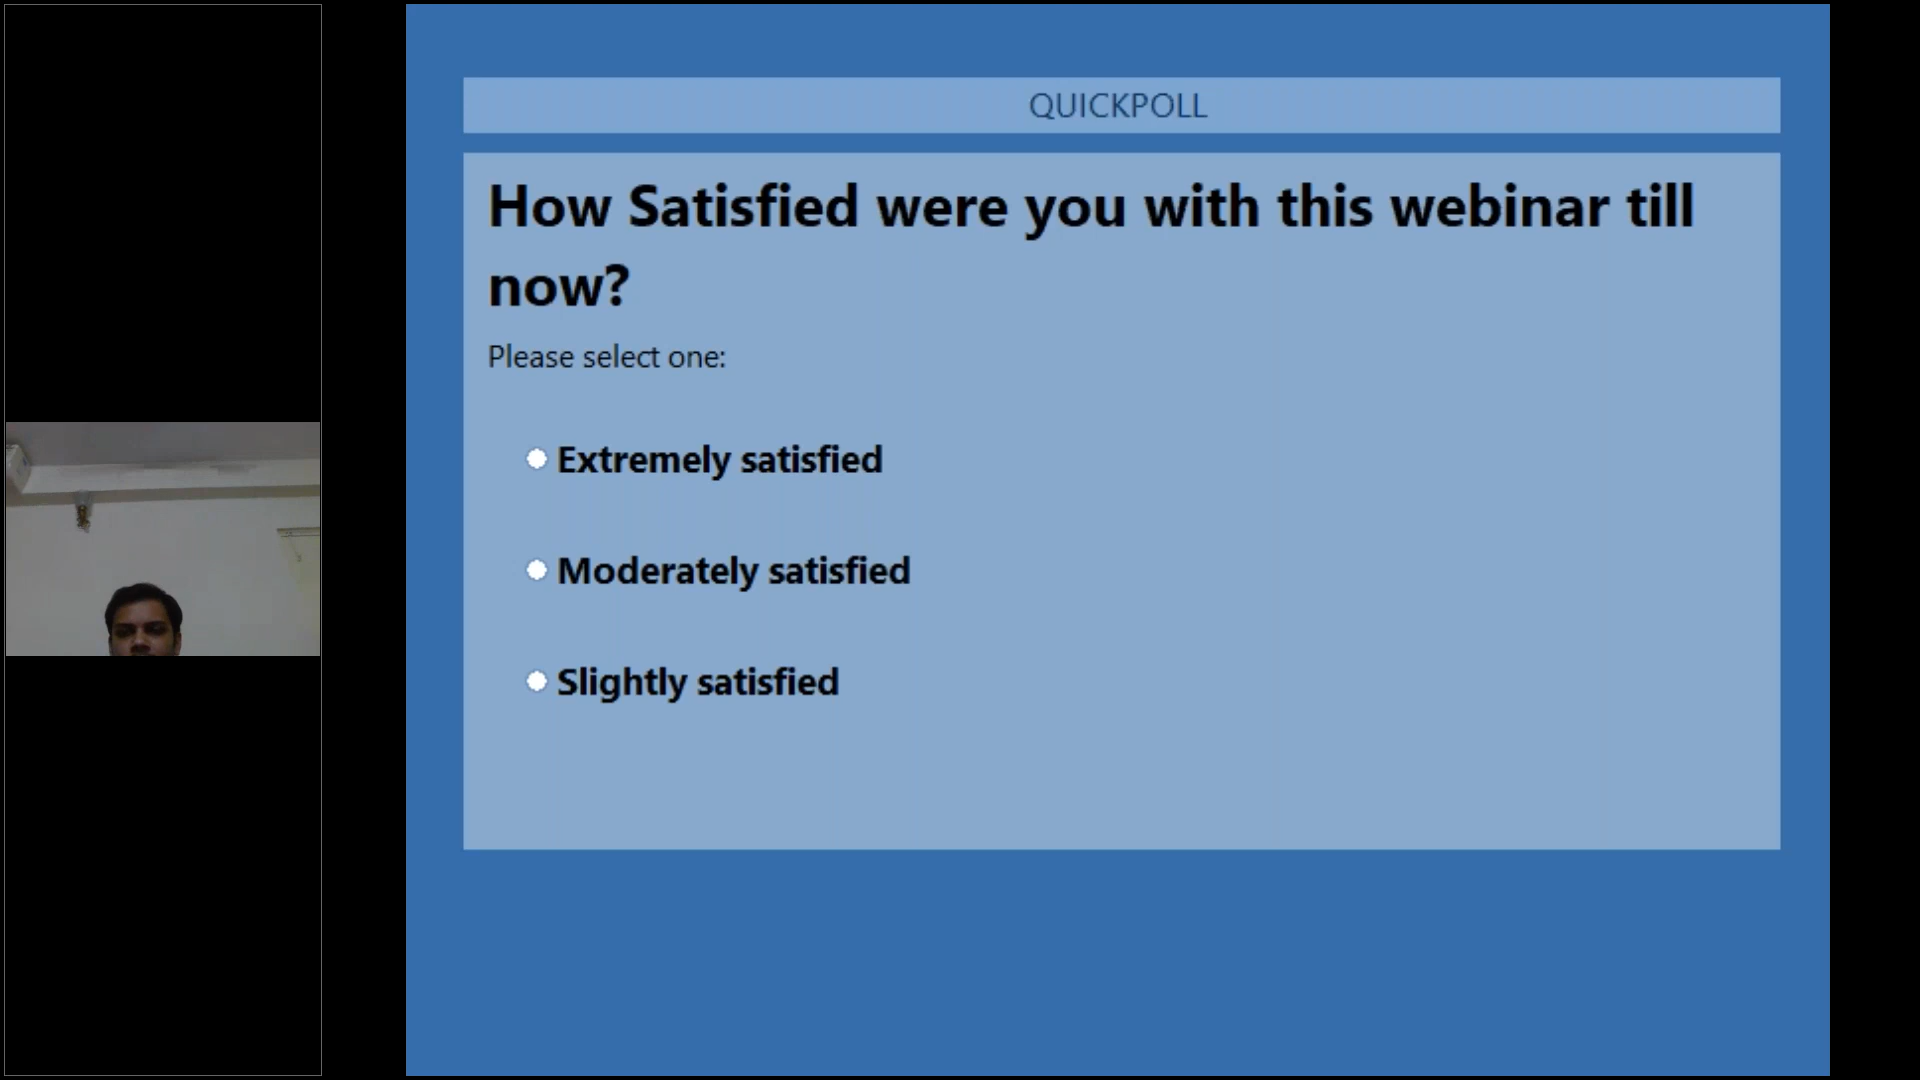 QUICKPOLL
How Satisfied were you with this webinar till
now?
Please select one:
Extremely satisfied
Moderately satisfied
Slightly satisfied